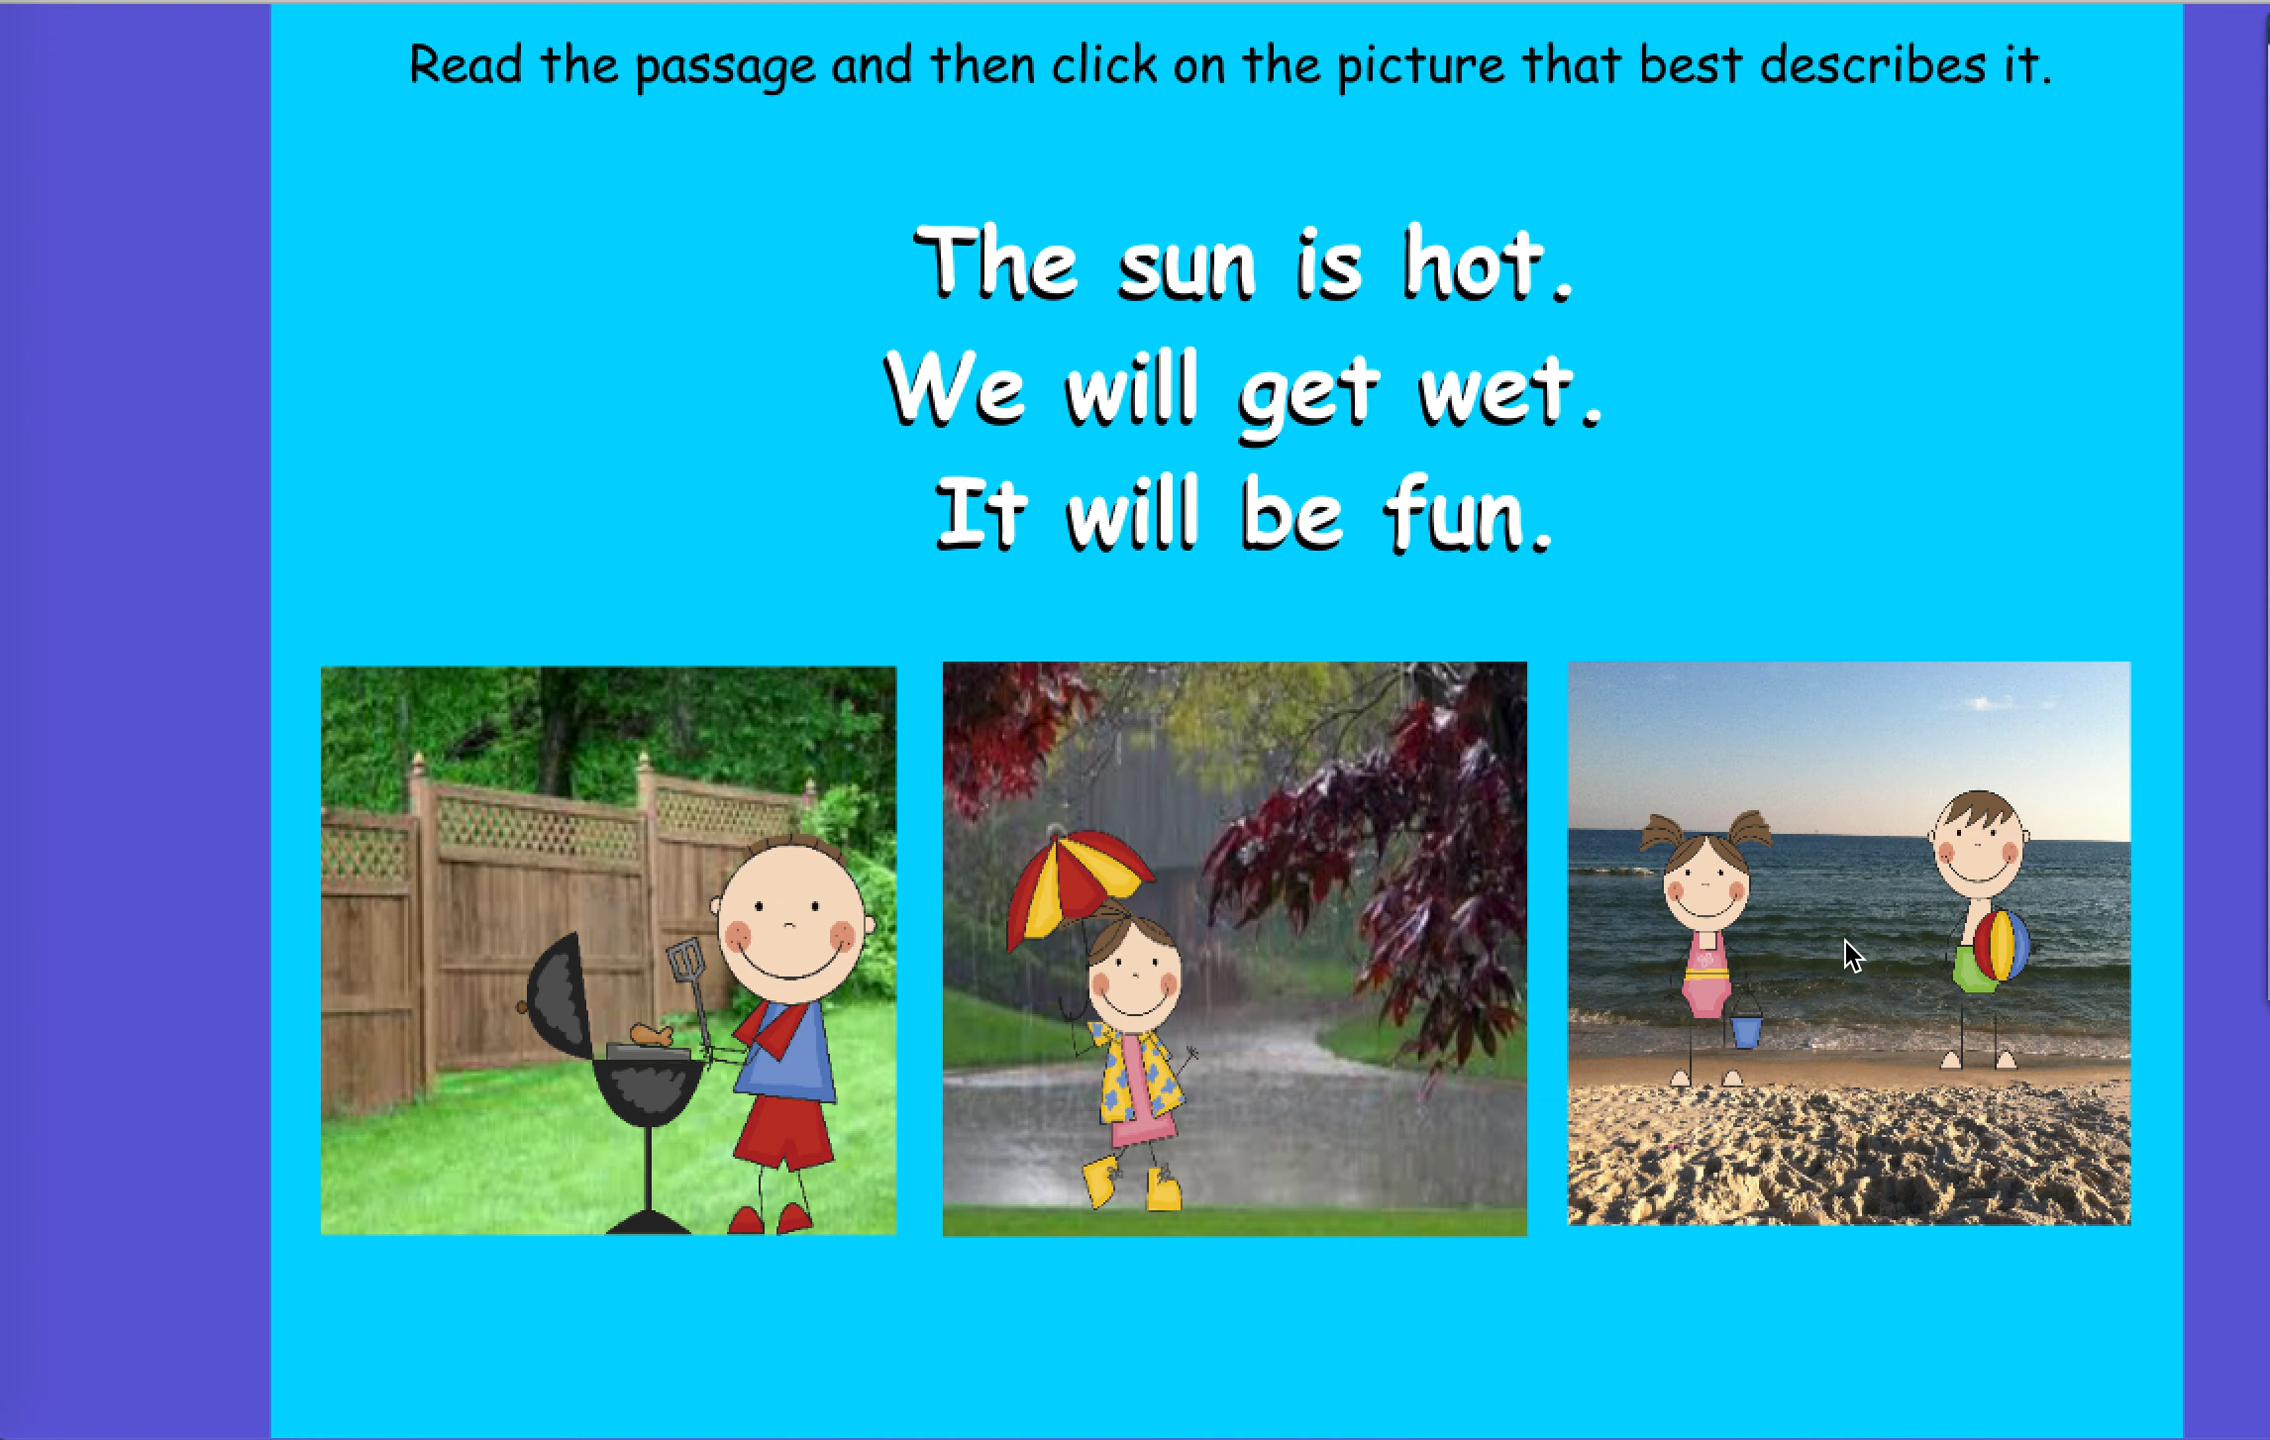 Read the passage and then click on the picture that best describes it.
The sun is hot.
We will get wet.
It will be fun.